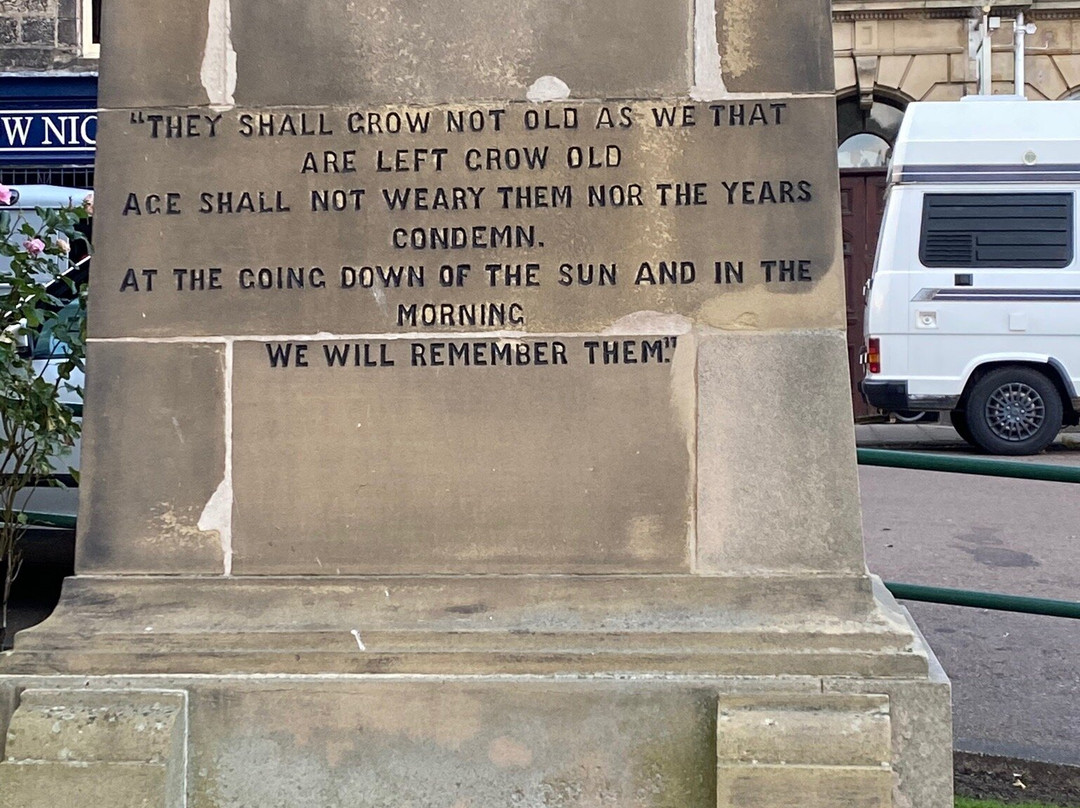 W NIC
"THEY SHALL GROW NOT OLD AS WE THAT
ARE LEFT GROW OLD
AGE SHALL NOT WEARY THEM NOR THE YEARS
CONDEMN.
AT THE GOING DOWN OF THE SUN AND IN THE
MORNING
WE WILL REMEMBER THEM."